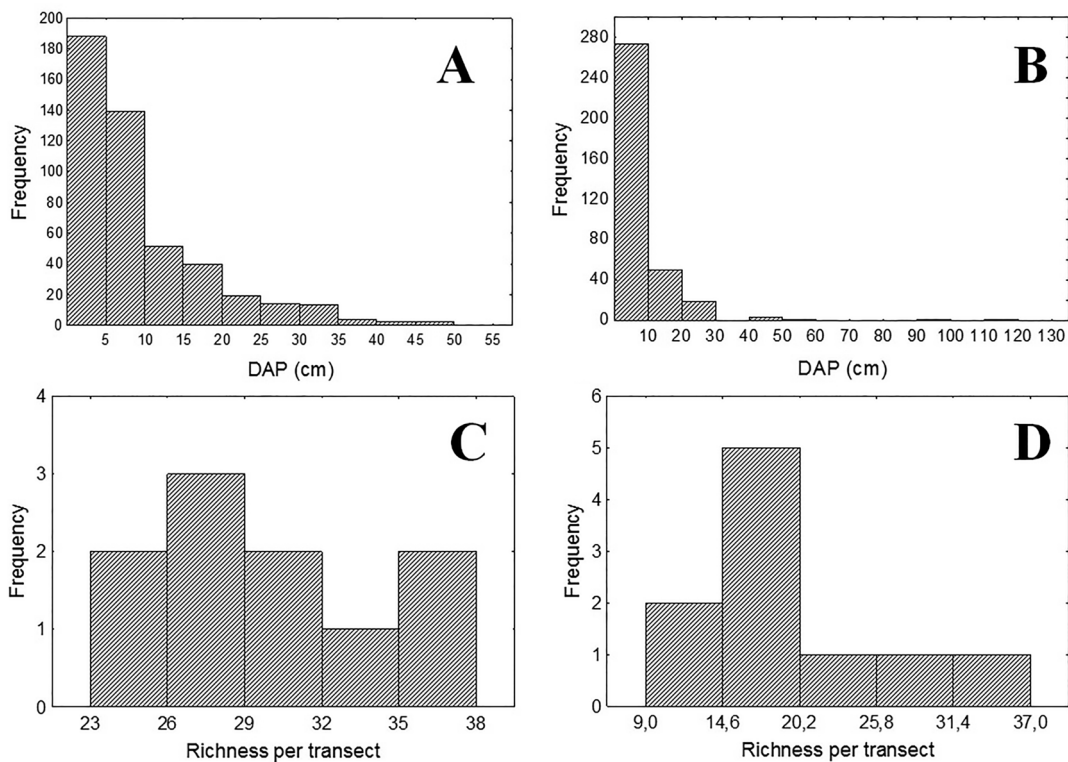 A
Frequency
200
180
160
140
120
100
80
60
40
20
0
5 10 15 20 25 30 35 40 45 50 55
DAP (cm)
B
Frequency
280
240
200
160
120
80
40
0
10 20 30 40 50 60 70 80 90 100 110 120 130
DAP (cm)
C
Frequency
4
3
2
1
0
23 26 29 32 35 38
Richness per transect
D
Frequency
6
5
4
3
2
1
0
9,0 14,6 20,2 25,8 31,4 37,0
Richness per transect